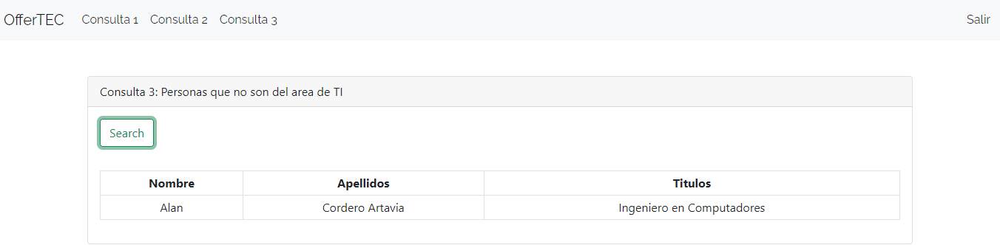 OfferTEC Consulta 1 Consulta 2 Consulta 3 Salir
Consulta 3: Personas que no son del area de TI
Search
Nombre Apellidos Titulos
Alan Cordero Artavia Ingeniero en Computadores